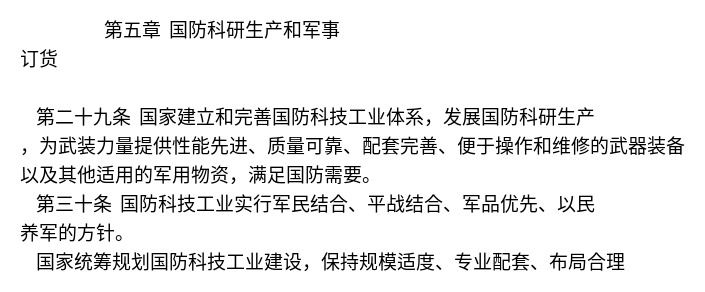 第五章 国防科研生产和军事
订货
第二十九条 国家建立和完善国防科技工业体系，发展国防科研生产
，为武装力量提供性能先进、质量可靠、配套完善、便于操作和维修的武器装备
以及其他适用的军用物资，满足国防需要。
第三十条 国防科技工业实行军民结合、平战结合、军品优先、以民
养军的方针。
国家统筹规划国防科技工业建设，保持规模适度、专业配套、布局合理